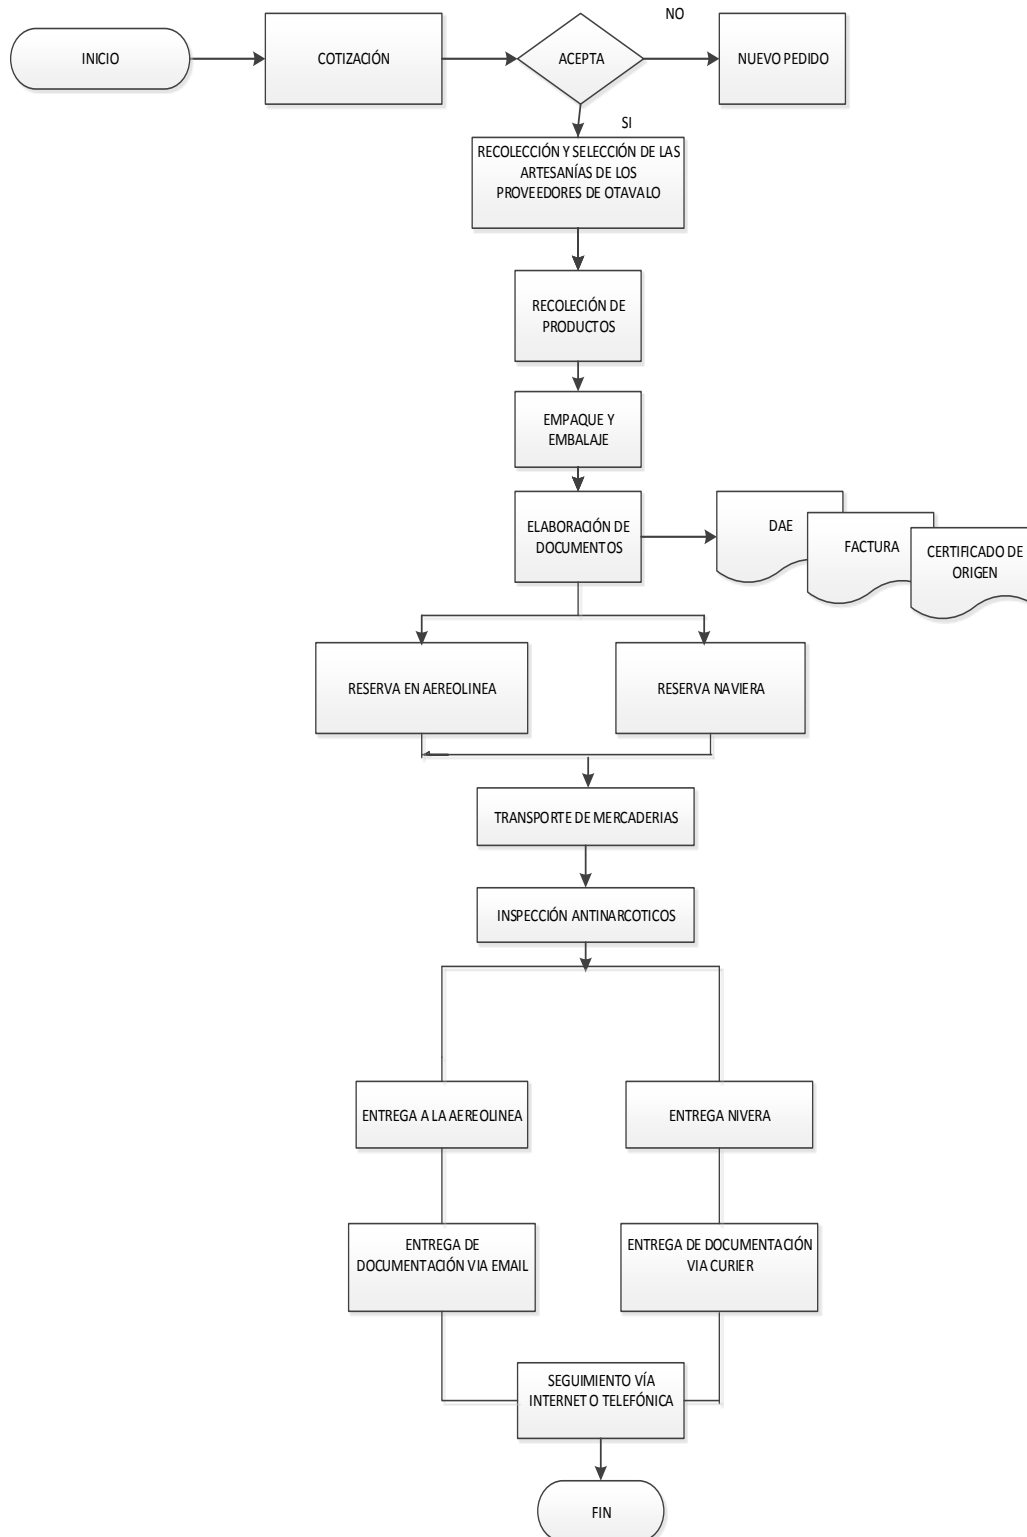 NO
INICIO
COTIZACIÓN
ACEPTA
NUEVO PEDIDO
SI
RECOLECCIÓN Y SELECCIÓN DE LAS
ARTESANÍAS DE LOS
PROVEEDORES DE OTAVALO
RECOLECIÓN DE
PRODUCTOS
EMPAQUE Y
EMBALAJE
ELABORACIÓN DE
DOCUMENTOS
DAE
FACTURA
CERTIFICADO DE
ORIGEN
RESERVA EN AEREOLINEA
RESERVA NAVIERA
TRANSPORTE DE MERCADERIAS
INSPECCIÓN ANTINARCOTICOS
ENTREGA A LA AEREOLINEA
ENTREGA NIVERA
ENTREGA DE
DOCUMENTACIÓN VIA EMAIL
ENTREGA DE DOCUMENTACIÓN
VIA CURIER
SEGUIMIENTO VÍA
INTERNET O TELEFÓNICA
FIN